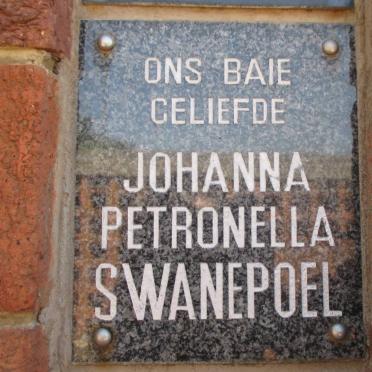 ONS BAIE
GELIEFDE
JOHANNA
PETRONELLA
SWANEPOEL